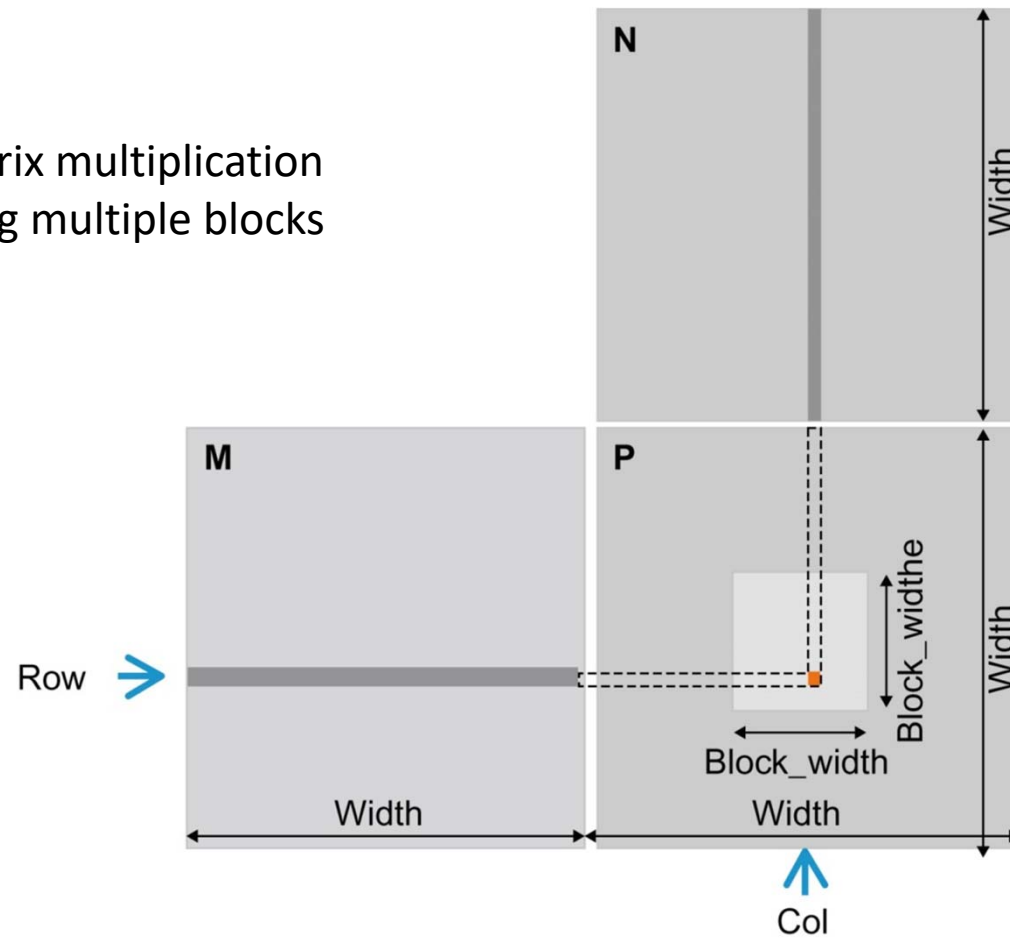 N
Width
rix multiplication
g multiple blocks
M
P
Block_widthe
Width
Row
Block_width
Width
Width
Col